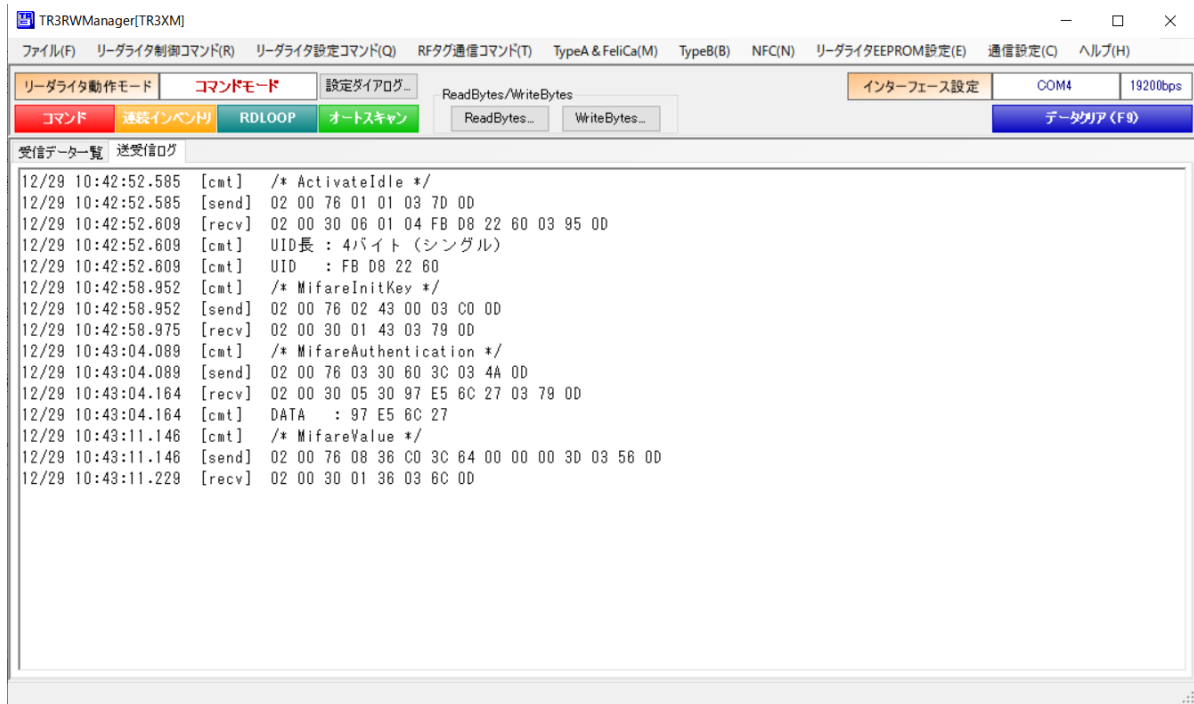 TR3RWManager[TR3XM]
ファイル(F) リーダライタ制御コマンド(R) リーダライタ設定コマンド(Q) RFタグ通信コマンド(T) TypeA & FeliCa(M) TypeB(B) NFC(N) リーダライタEEPROM設定(E) 通信設定(C) ヘルプ(H)
リーダライタ動作モード コマンドモード 設定ダイアログ... インターフェース設定 COM4 19200bps
ReadBytes/WriteBytes
コマンド 連続インベントリ RDLOOP オートスキャン ReadBytes... WriteBytes... データクリア (F9)
受信データ一覧 送受信ログ
12/29 10:42:52.585 [cmt] /* ActivateIdle */
12/29 10:42:52.585 [send] 02 00 76 01 01 03 7D 0D
12/29 10:42:52.609 [recv] 02 00 30 06 01 04 FB D8 22 60 03 95 0D
12/29 10:42:52.609 [cmt] UID長 : 4バイト (シングル)
12/29 10:42:52.609 [cmt] UID : FB D8 22 60
12/29 10:42:58.952 [cmt] /* MifareInitKey */
12/29 10:42:58.952 [send] 02 00 76 02 43 00 03 C0 0D
12/29 10:42:58.975 [recv] 02 00 30 01 43 03 79 0D
12/29 10:43:04.089 [cmt] /* MifareAuthentication */
12/29 10:43:04.089 [send] 02 00 76 03 30 60 3C 03 4A 0D
12/29 10:43:04.164 [recv] 02 00 30 05 30 97 E5 6C 27 03 79 0D
12/29 10:43:04.164 [cmt] DATA : 97 E5 6C 27
12/29 10:43:11.146 [cmt] /* MifareValue */
12/29 10:43:11.146 [send] 02 00 76 08 36 C0 3C 64 00 00 00 3D 03 56 0D
12/29 10:43:11.229 [recv] 02 00 30 01 36 03 6C 0D